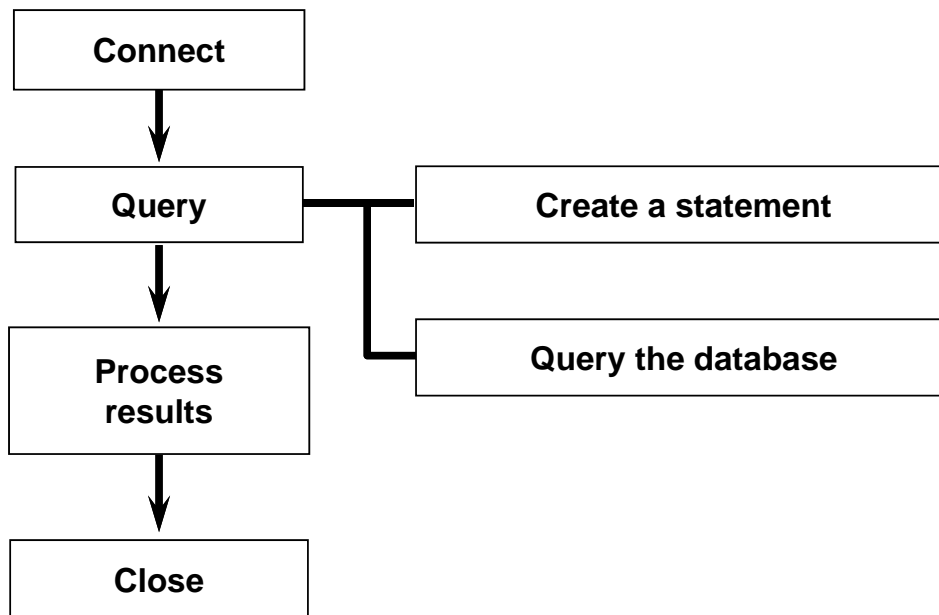 Connect
Query
Create a statement
Query the database
Process
results
Close